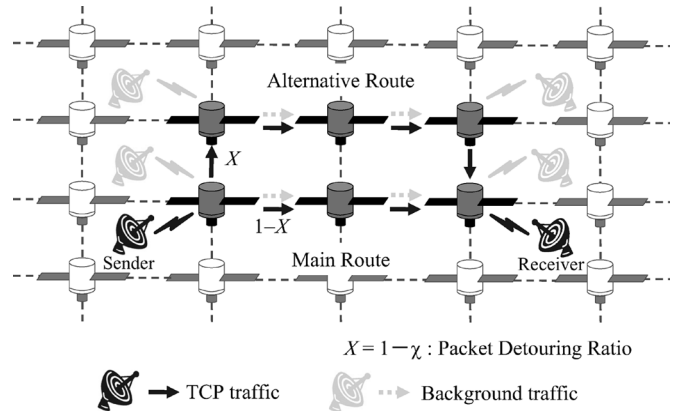 Alternative Route
X
1–X
Main Route
Sender
Receiver
X = 1 – χ : Packet Detouring Ratio
TCP traffic
Background traffic